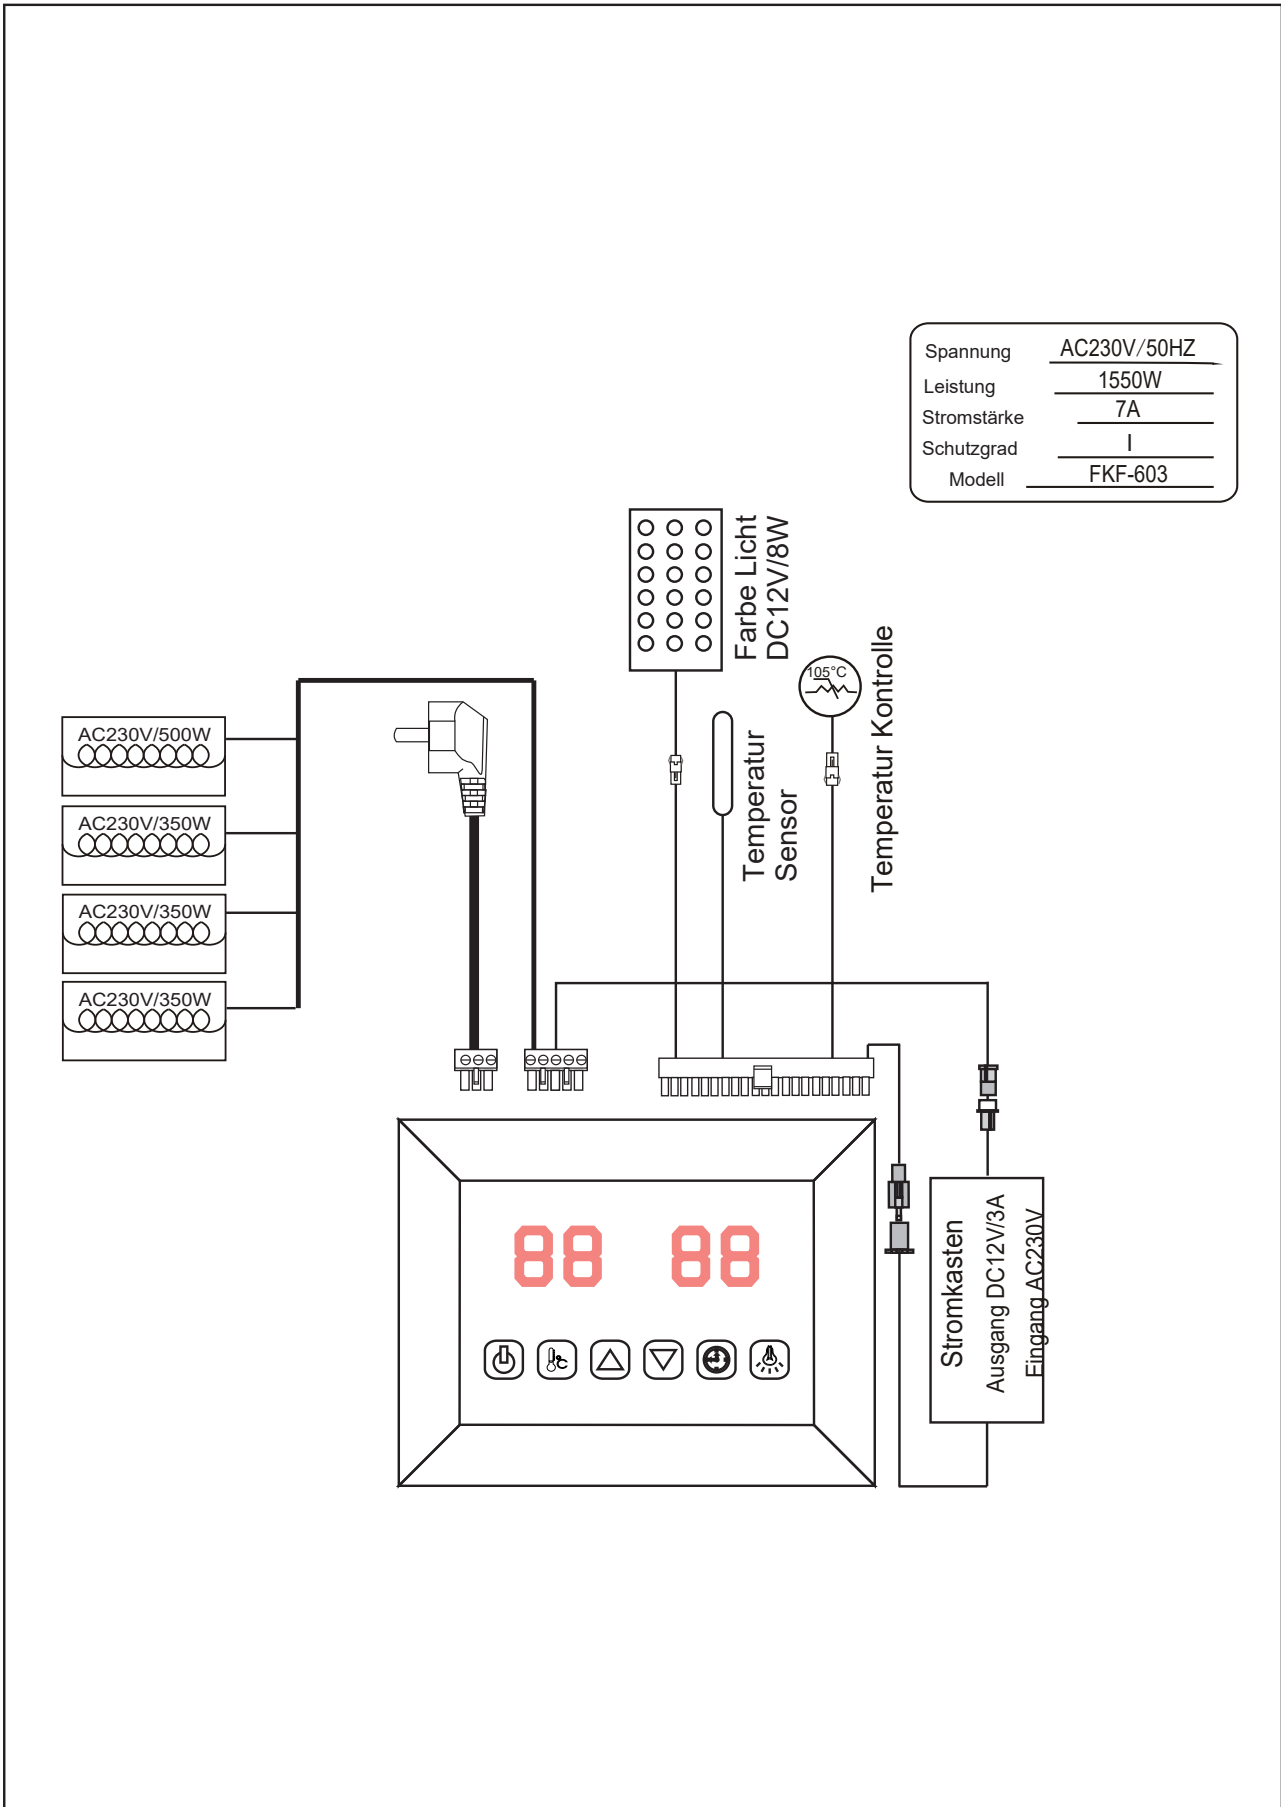 Spannung AC230V/50HZ
Leistung 1550W
Stromstärke 7A
Schutzgrad I
Modell FKF-603
Farbe Licht
DC12V/8W
105°C
Temperatur Kontrolle
Temperatur
Sensor
AC230V/500W
AC230V/350W
AC230V/350W
AC230V/350W
88 88
°C
Stromkasten
Ausgang DC12V/3A
Eingang AC230V